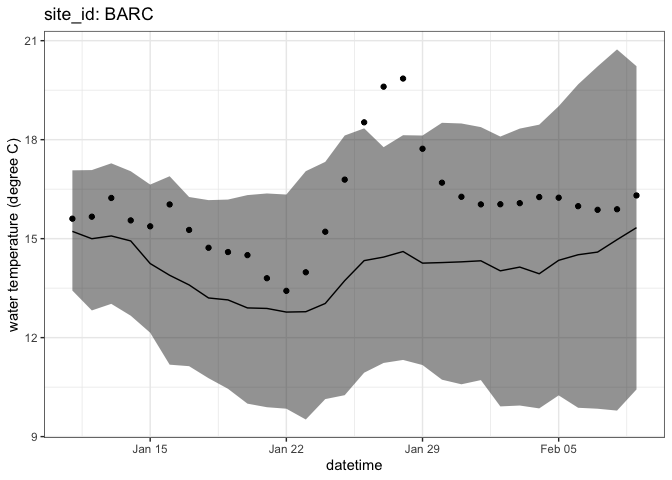 site_id: BARC
21
18
15
12
9
water temperature (degree C)
Jan 15
Jan 22
Jan 29
Feb 05
datetime